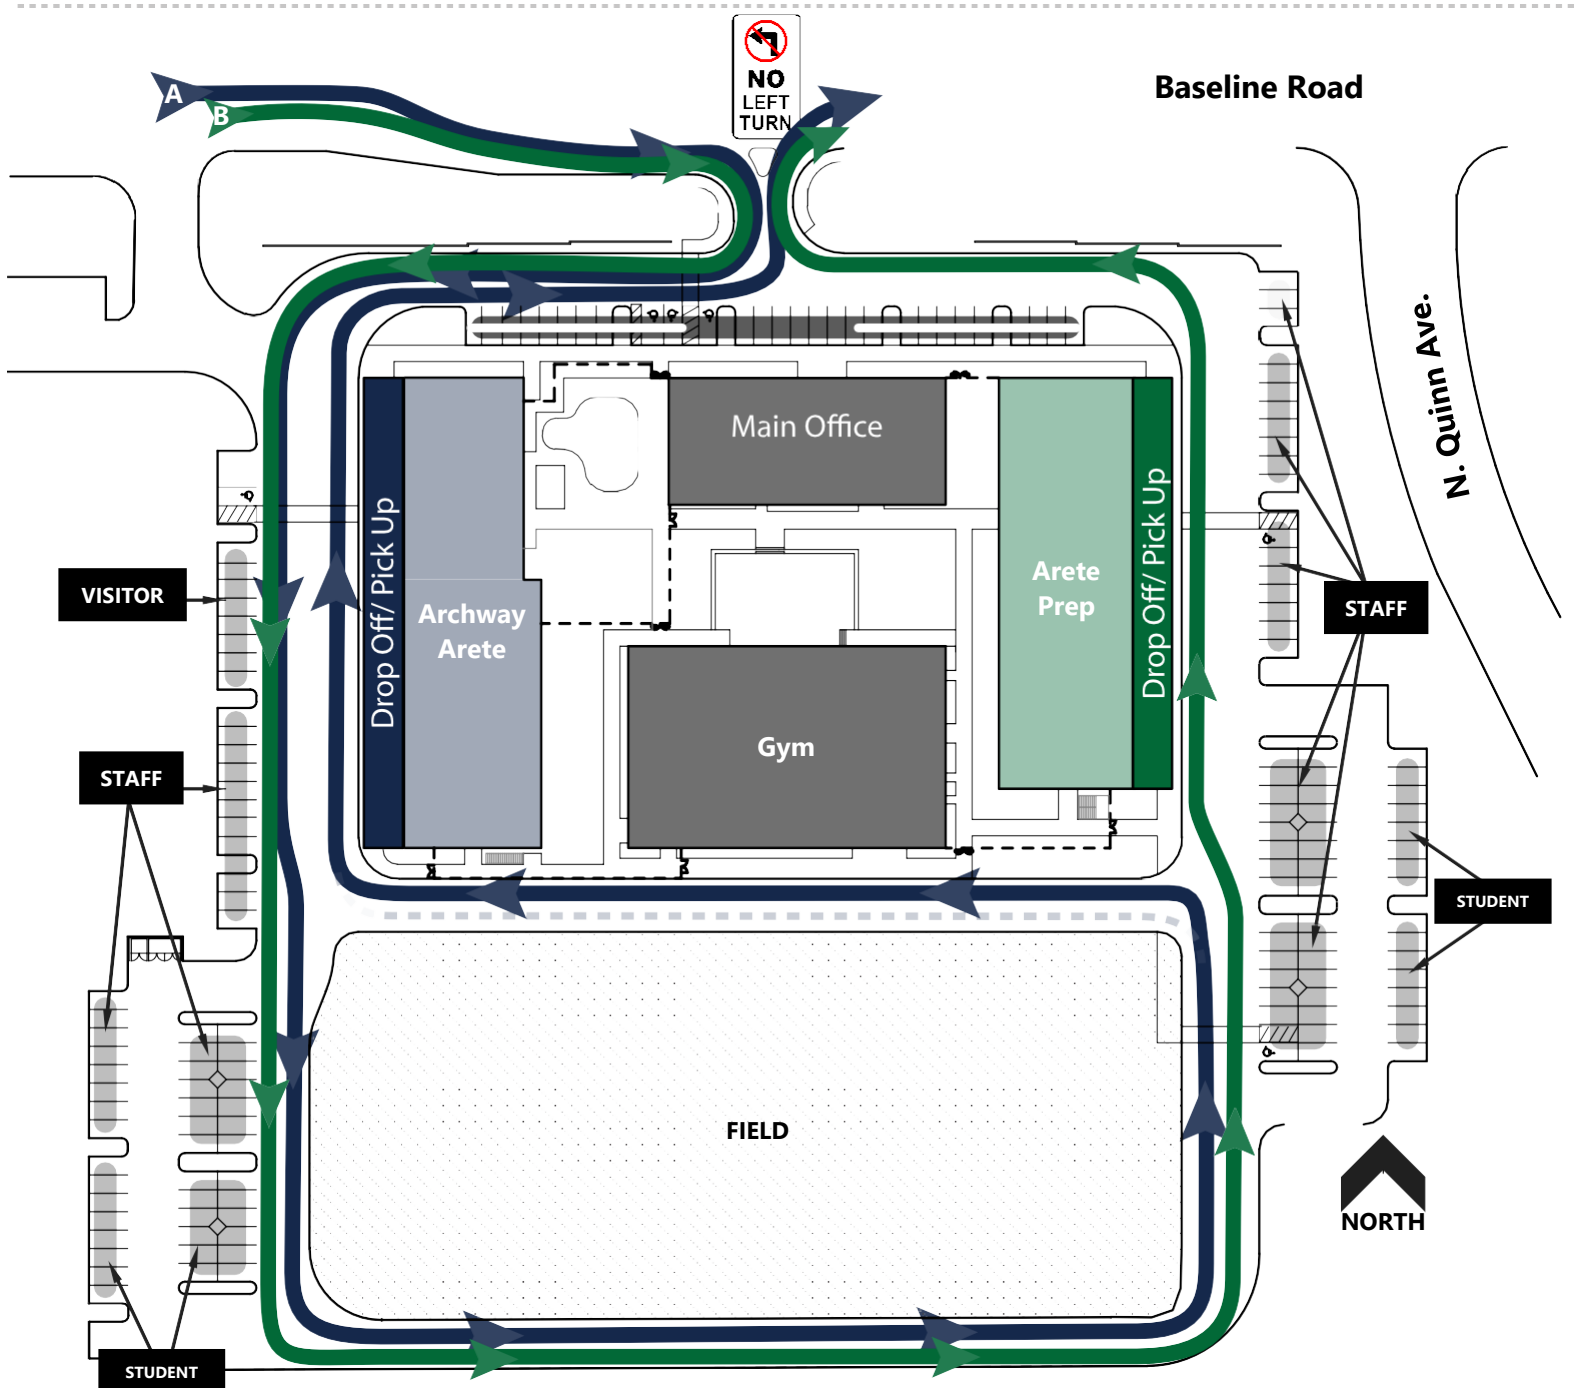 NO
LEFT
TURN
Baseline Road
A
B
N. Quinn Ave.
Main Office
Drop Off/ Pick Up
Archway
Arete
Arete
Prep
Drop Off/ Pick Up
VISITOR
STAFF
STAFF
Gym
STUDENT
FIELD
NORTH
STUDENT